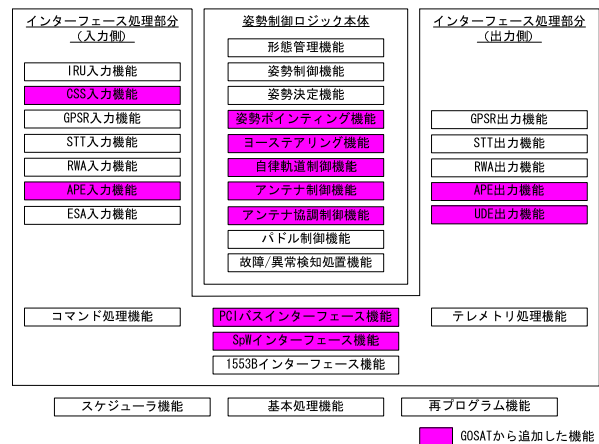 インターフェース処理部分
(入力側)
IRU入力機能
CSS入力機能
GPSR入力機能
STT入力機能
RWA入力機能
APE入力機能
ESA入力機能
姿勢制御ロジック本体
形態管理機能
姿勢制御機能
姿勢決定機能
姿勢ポインティング機能
ヨーステアリング機能
自律軌道制御機能
アンテナ制御機能
アンテナ協調制御機能
パドル制御機能
故障/異常検知処置機能
インターフェース処理部分
(出力側)
GPSR出力機能
STT出力機能
RWA出力機能
APE出力機能
UDE出力機能
コマンド処理機能
PCIバスインターフェース機能
SpWインターフェース機能
1553Bインターフェース機能
テレメトリ処理機能
スケジューラ機能
基本処理機能
再プログラム機能
GOSATから追加した機能